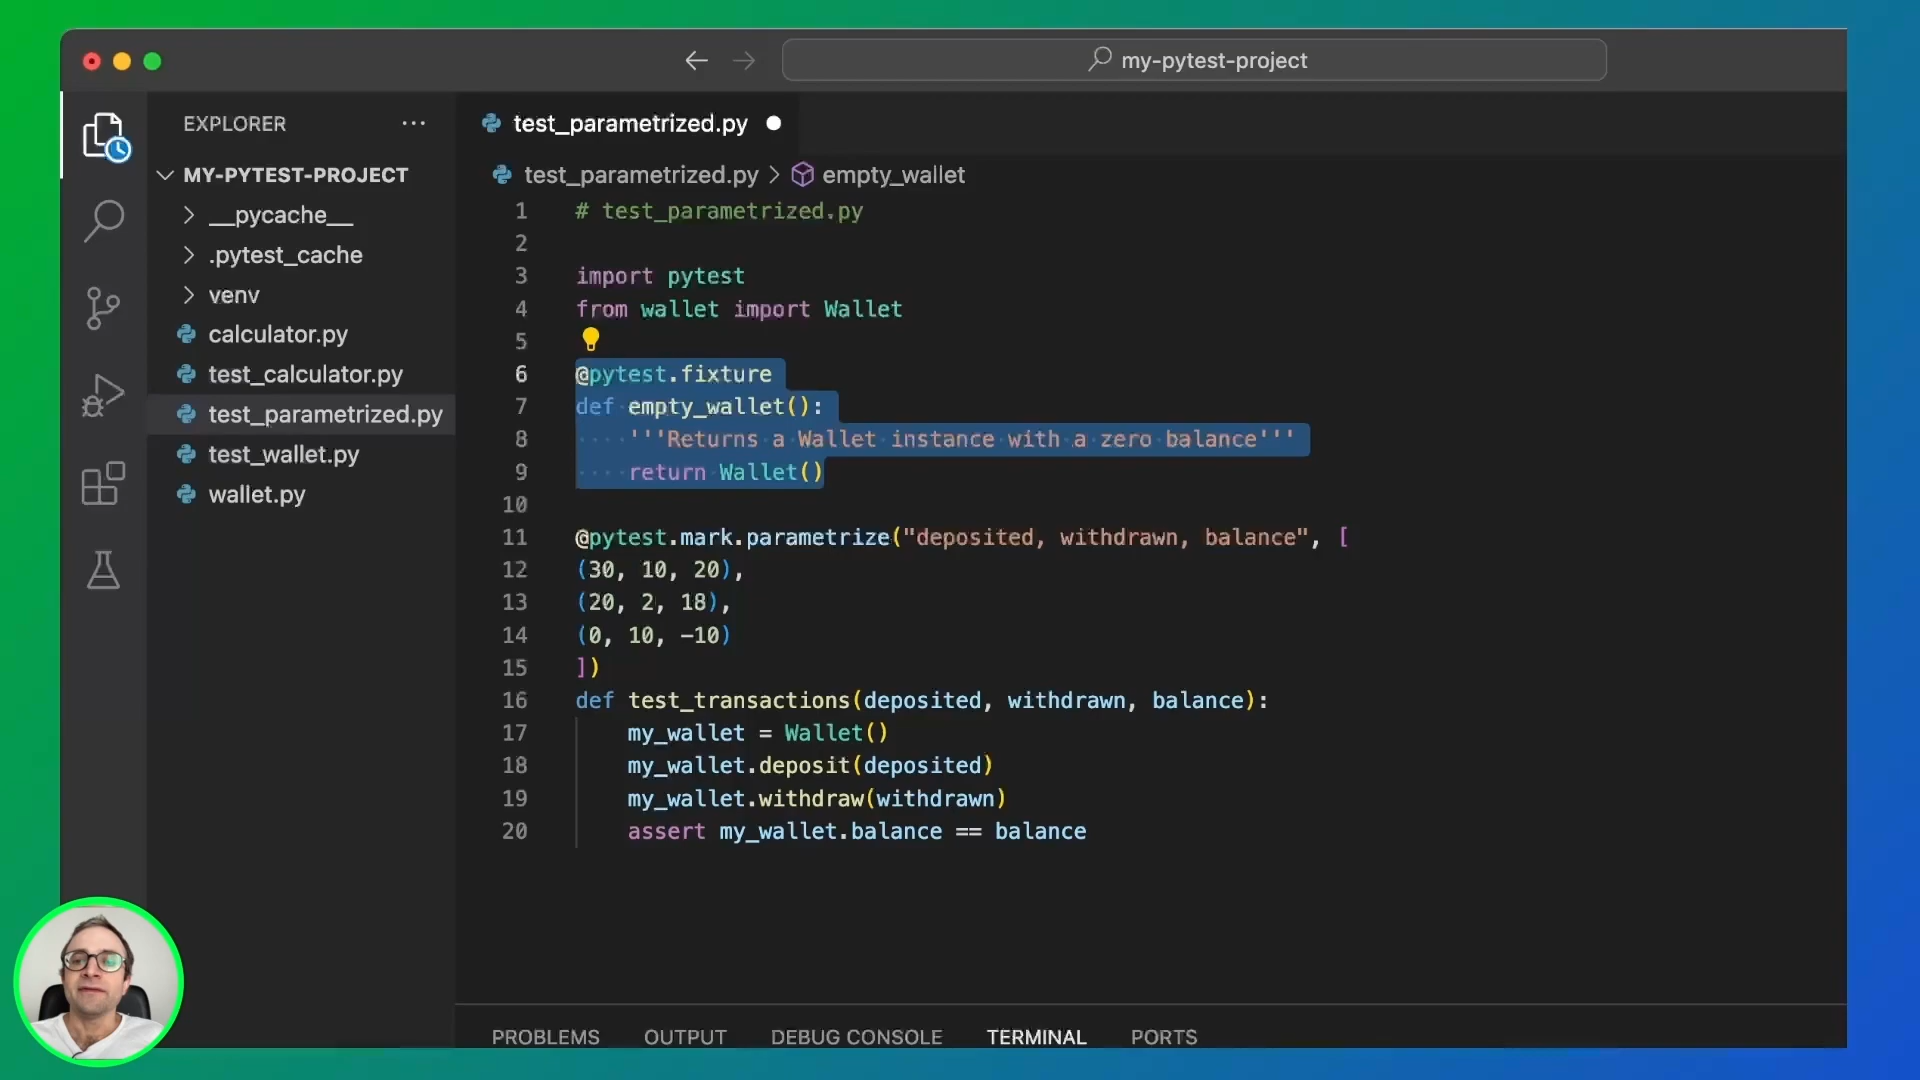 my-pytest-project
EXPLORER
test_parametrized.py
MY-PYTEST-PROJECT
__pycache__
.pytest_cache
venv
calculator.py
test_calculator.py
test_parametrized.py
test_wallet.py
wallet.py
test_parametrized.py > empty_wallet
1 # test_parametrized.py
2
3 import pytest
4 from wallet import Wallet
5
6 @pytest.fixture
7 def empty_wallet():
8 '''Returns a Wallet instance with a zero balance'''
9 return Wallet()
10
11 @pytest.mark.parametrize("deposited, withdrawn, balance", [
12 (30, 10, 20),
13 (20, 2, 18),
14 (0, 10, -10)
15 ])
16 def test_transactions(deposited, withdrawn, balance):
17 my_wallet = Wallet()
18 my_wallet.deposit(deposited)
19 my_wallet.withdraw(withdrawn)
20 assert my_wallet.balance == balance
PROBLEMS OUTPUT DEBUG CONSOLE TERMINAL PORTS